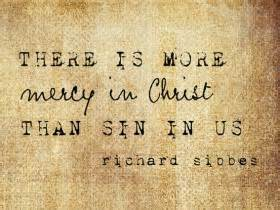 THERE IS MORE
mercy in Christ
THAN SIN IN US
richard sibbes